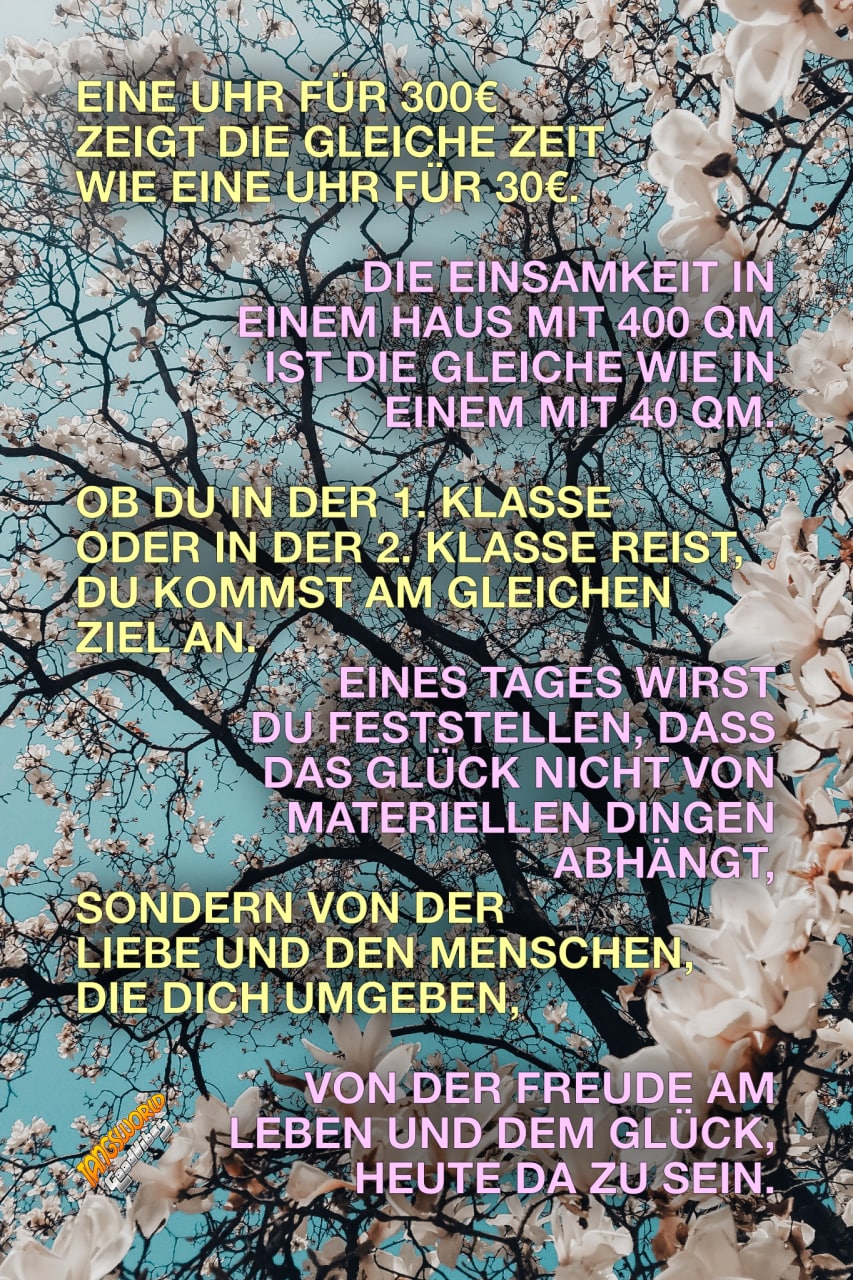 EINE UHR FÜR 300€
ZEIGT DIE GLEICHE ZEIT
WIE EINE UHR FÜR 30€.
DIE EINSAMKEIT IN
EINEM HAUS MIT 400 QM
IST DIE GLEICHE WIE IN
EINEM MIT 40 QM.
OB DU IN DER 1. KLASSE
ODER IN DER 2. KLASSE REIST,
DU KOMMST AM GLEICHEN
ZIEL AN.
EINES TAGES WIRST
DU FESTSTELLEN, DASS
DAS GLÜCK NICHT VON
MATERIELLEN DINGEN
ABHÄNGT,
SONDERN VON DER
LIEBE UND DEN MENSCHEN,
DIE DICH UMGEBEN,
VON DER FREUDE AM
LEBEN UND DEM GLÜCK,
HEUTE DA ZU SEIN.